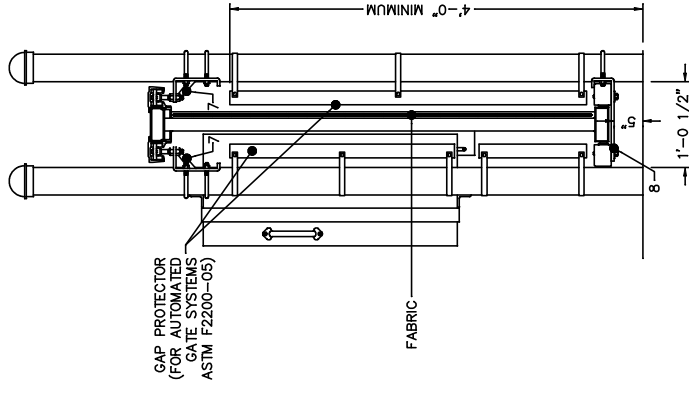 4'-0" MINIMUM
GAP PROTECTOR
(FOR AUTOMATED
GATE SYSTEMS
ASTM F2200-05)
7
7
FABRIC
5"
1'-0 1/2"
8